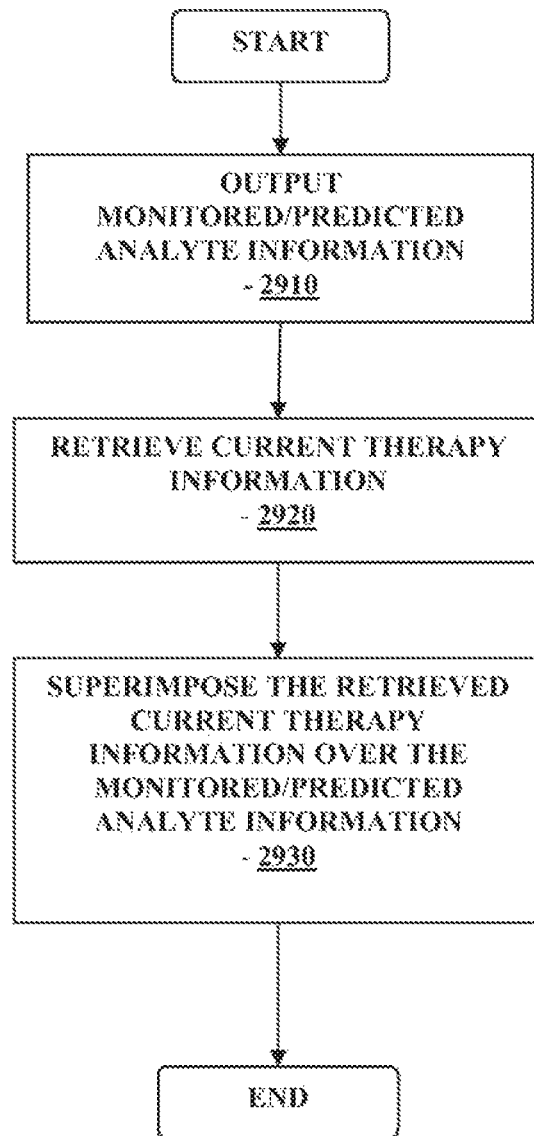 START
OUTPUT
MONITORED/PREDICTED
ANALYTE INFORMATION
- 2910
RETRIEVE CURRENT THERAPY
INFORMATION
- 2920
SUPERIMPOSE THE RETRIEVED
CURRENT THERAPY
INFORMATION OVER THE
MONITORED/PREDICTED
ANALYTE INFORMATION
- 2930
END